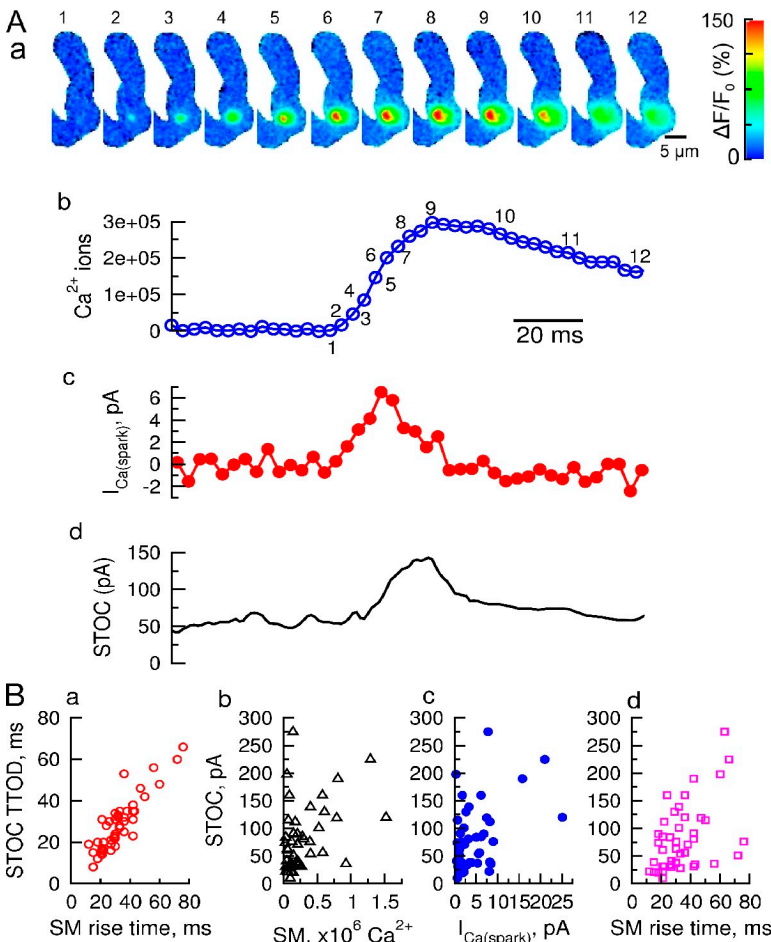 A
a
1 2 3 4 5 6 7 8 9 10 11 12
150
ΔF/F0 (%)
0
5 µm
b
3e+05
1e+05
0
Ca2+ ions
1 2 3 4 5 6 7 8 9 10 11 12
20 ms
c
6
4
2
0
-2
ICa(spark), pA
d
150
100
50
0
STOC (pA)
B
a
80
60
40
20
0
STOC TTOD, ms
0 20 40 60 80
SM rise time, ms
b
300
250
200
150
100
50
0
STOC, pA
0 0.5 1 1.5
SM, x10^6 Ca2+
c
300
250
200
150
100
50
0
0 5 10 15 20 25
ICa(spark), pA
d
300
250
200
150
100
50
0
0 20 40 60 80
SM rise time, ms